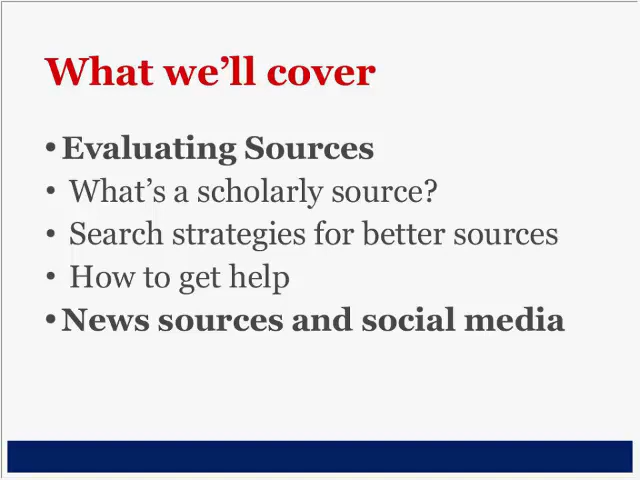 What we’ll cover
• Evaluating Sources
• What’s a scholarly source?
• Search strategies for better sources
• How to get help
• News sources and social media